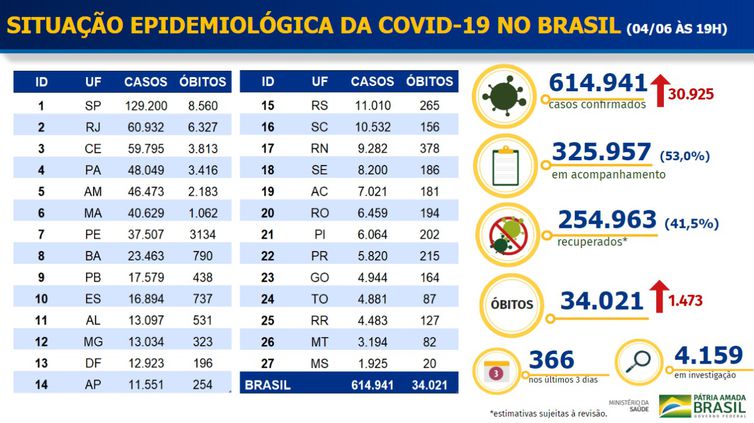 SITUAÇÃO EPIDEMIOLÓGICA DA COVID-19 NO BRASIL (04/06 ÀS 19H)
ID UF CASOS ÓBITOS
1 SP 129.200 8.560
2 RJ 60.932 6.327
3 CE 59.795 3.813
4 PA 48.049 3.416
5 AM 46.473 2.183
6 MA 40.629 1.062
7 PE 37.507 3134
8 BA 23.463 790
9 PB 17.579 438
10 ES 16.894 737
11 AL 13.097 531
12 MG 13.034 323
13 DF 12.923 196
14 AP 11.551 254
ID UF CASOS ÓBITOS
15 RS 11.010 265
16 SC 10.532 156
17 RN 9.282 378
18 SE 8.200 186
19 AC 7.021 181
20 RO 6.459 194
21 PI 6.064 202
22 PR 5.820 215
23 GO 4.944 164
24 TO 4.881 87
25 RR 4.483 127
26 MT 3.194 82
27 MS 1.925 20
BRASIL 614.941 34.021
614.941 30.925
casos confirmados
325.957 (53,0%)
em acompanhamento
254.963 (41,5%)
recuperados*
ÓBITOS 34.021 1.473
3 366
nos últimos 3 dias
4.159
em investigação
*estimativas sujeitas à revisão.
MINISTÉRIO DA
SAÚDE
PÁTRIA AMADA
BRASIL